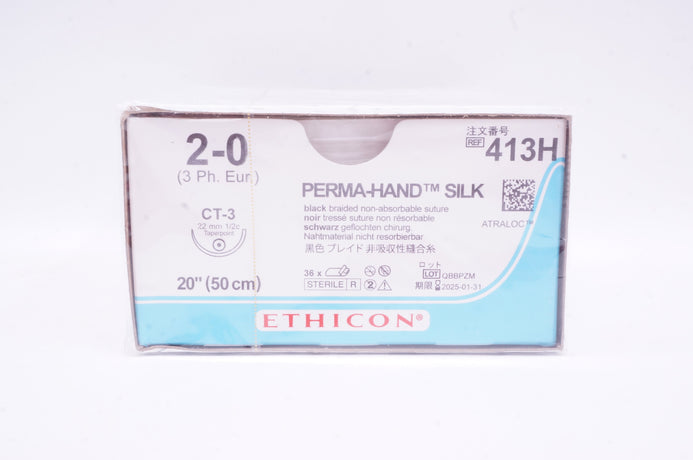 2-0
(3 Ph. Eur.)
CT-3
22 mm 1/2c
Taperpoint
20" (50 cm)
PERMA-HAND™ SILK
black braided non-absorbable suture
noir tressé suture non résorbable
schwarz geflochten chirurg.
Nahtmaterial nicht resorbierbar
黒色 ブレイド 非吸収性縫合糸
36 x
STERILE R 2
注文番号
REF 413H
ATRALOC™
ロット
LOT QBBPZM
期限 2025-01-31
ETHICON®